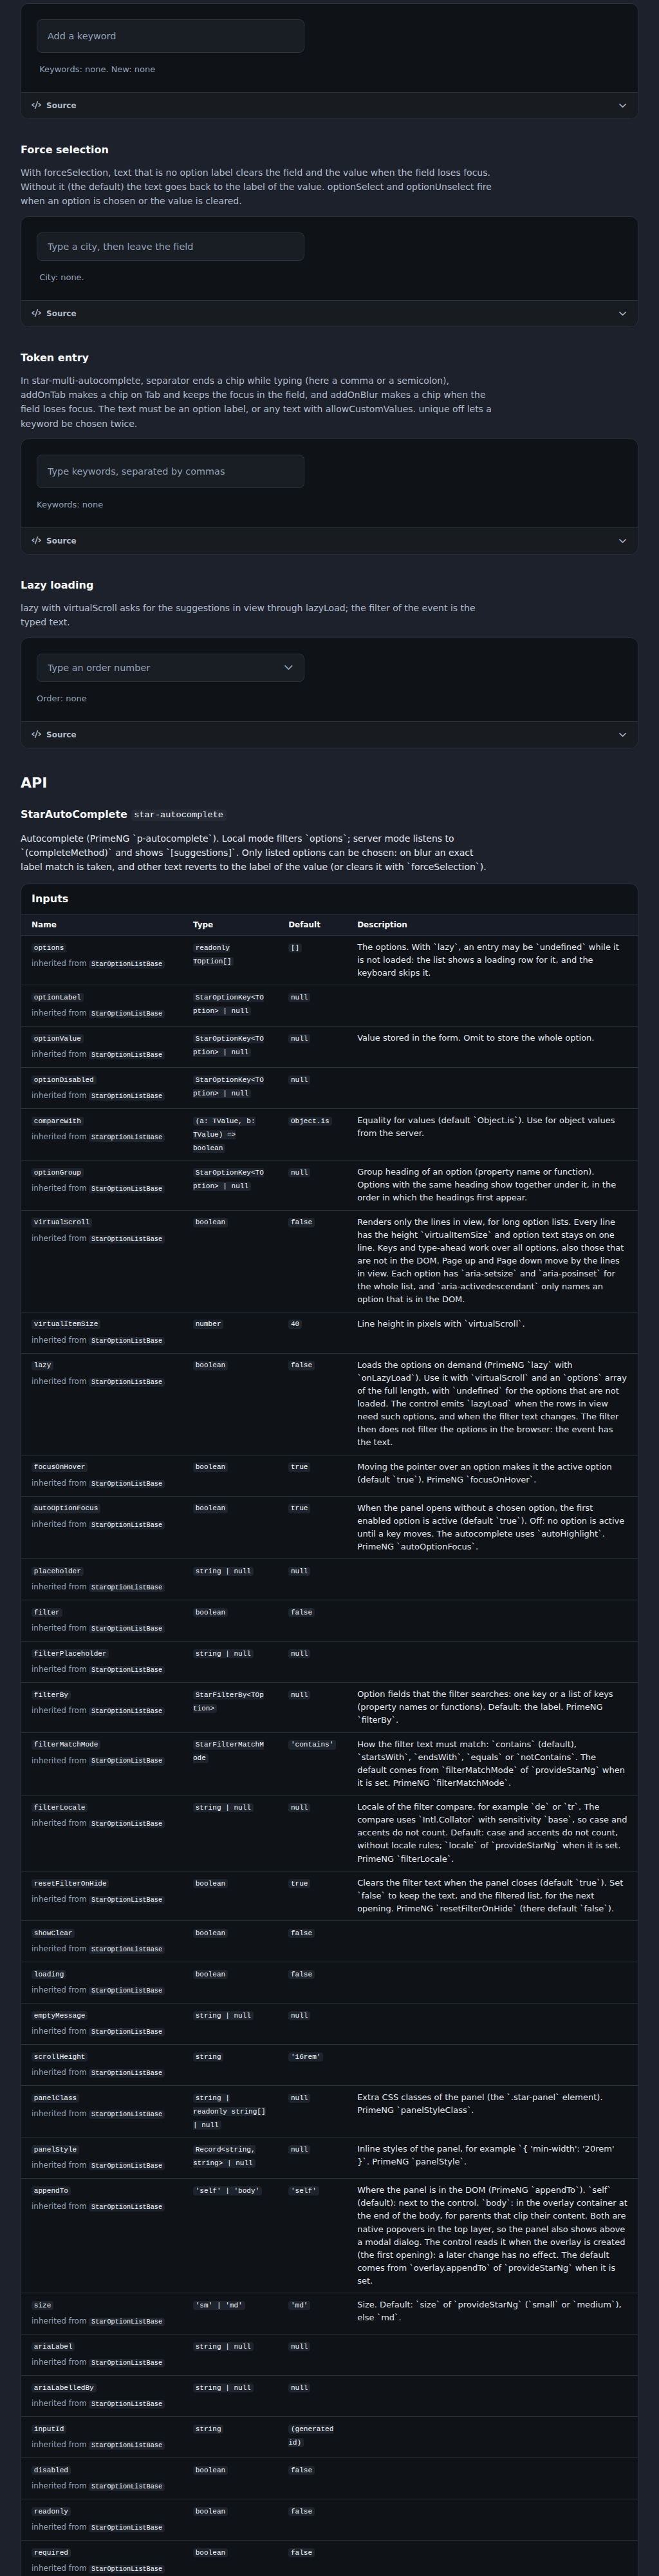 Add a keyword
Keywords: none. New: none
Source
Force selection
With forceSelection, text that is no option label clears the field and the value when the field loses focus.
Without it (the default) the text goes back to the label of the value. optionSelect and optionUnselect fire
when an option is chosen or the value is cleared.
Type a city, then leave the field
City: none.
Source
Token entry
In star-multi-autocomplete, separator ends a chip while typing (here a comma or a semicolon),
addOnTab makes a chip on Tab and keeps the focus in the field, and addOnBlur makes a chip when the
field loses focus. The text must be an option label, or any text with allowCustomValues. unique off lets a
keyword be chosen twice.
Type keywords, separated by commas
Keywords: none
Source
Lazy loading
lazy with virtualScroll asks for the suggestions in view through lazyLoad; the filter of the event is the
typed text.
Type an order number
Order: none
Source
API
StarAutoComplete star-autocomplete
Autocomplete (PrimeNG `p-autocomplete`). Local mode filters `options`; server mode listens to
`(completeMethod)` and shows `[suggestions]`. Only listed options can be chosen: on blur an exact
label match is taken, and other text reverts to the label of the value (or clears it with `forceSelection`).
Inputs
Name Type Default Description
options readonly [] The options. With `lazy`, an entry may be `undefined` while it
inherited from StarOptionListBase TOption[] is not loaded: the list shows a loading row for it, and the
keyboard skips it.
optionLabel StarOptionKey<TO null
inherited from StarOptionListBase ption> | null
optionValue StarOptionKey<TO null Value stored in the form. Omit to store the whole option.
inherited from StarOptionListBase ption> | null
optionDisabled StarOptionKey<TO null
inherited from StarOptionListBase ption> | null
compareWith (a: TValue, b: Object.is Equality for values (default `Object.is`). Use for object values
inherited from StarOptionListBase TValue) => from the server.
boolean
optionGroup StarOptionKey<TO null Group heading of an option (property name or function).
inherited from StarOptionListBase ption> | null Options with the same heading show together under it, in the
order in which the headings first appear.
virtualScroll boolean false Renders only the lines in view, for long option lists. Every line
inherited from StarOptionListBase has the height `virtualItemSize` and option text stays on one
line. Keys and type-ahead work over all options, also those that
are not in the DOM. Page up and Page down move by the lines
in view. Each option has `aria-setsize` and `aria-posinset` for
the whole list, and `aria-activedescendant` only names an
option that is in the DOM.
virtualItemSize number 40 Line height in pixels with `virtualScroll`.
inherited from StarOptionListBase
lazy boolean false Loads the options on demand (PrimeNG `lazy` with
inherited from StarOptionListBase `onLazyLoad`). Use it with `virtualScroll` and an `options` array
of the full length, with `undefined` for the options that are not
loaded. The control emits `lazyLoad` when the rows in view
need such options, and when the filter text changes. The filter
then does not filter the options in the browser: the event has
the text.
focusOnHover boolean true Moving the pointer over an option makes it the active option
inherited from StarOptionListBase (default `true`). PrimeNG `focusOnHover`.
autoOptionFocus boolean true When the panel opens without a chosen option, the first
inherited from StarOptionListBase enabled option is active (default `true`). Off: no option is active
until a key moves. The autocomplete uses `autoHighlight`.
PrimeNG `autoOptionFocus`.
placeholder string | null null
inherited from StarOptionListBase
filter boolean false
inherited from StarOptionListBase
filterPlaceholder string | null null
inherited from StarOptionListBase
filterBy StarFilterBy<TOp null Option fields that the filter searches: one key or a list of keys
inherited from StarOptionListBase tion> (property names or functions). Default: the label. PrimeNG
`filterBy`.
filterMatchMode StarFilterMatchM 'contains' How the filter text must match: `contains` (default),
inherited from StarOptionListBase ode `startsWith`, `endsWith`, `equals` or `notContains`. The
default comes from `filterMatchMode` of `provideStarNg` when
it is set. PrimeNG `filterMatchMode`.
filterLocale string | null null Locale of the filter compare, for example `de` or `tr`. The
inherited from StarOptionListBase compare uses `Intl.Collator` with sensitivity `base`, so case and
accents do not count. Default: case and accents do not count,
without locale rules; `locale` of `provideStarNg` when it is set.
PrimeNG `filterLocale`.
resetFilterOnHide boolean true Clears the filter text when the panel closes (default `true`). Set
inherited from StarOptionListBase `false` to keep the text, and the filtered list, for the next
opening. PrimeNG `resetFilterOnHide` (there default `false`).
showClear boolean false
inherited from StarOptionListBase
loading boolean false
inherited from StarOptionListBase
emptyMessage string | null null
inherited from StarOptionListBase
scrollHeight string '16rem'
inherited from StarOptionListBase
panelClass string | null Extra CSS classes of the panel (the `.star-panel` element).
inherited from StarOptionListBase readonly string[] PrimeNG `panelStyleClass`.
| null
panelStyle Record<string, null Inline styles of the panel, for example `{ 'min-width': '20rem'
inherited from StarOptionListBase string> | null }`. PrimeNG `panelStyle`.
appendTo 'self' | 'body' 'self' Where the panel is in the DOM (PrimeNG `appendTo`). `self`
inherited from StarOptionListBase (default): next to the control. `body`: in the overlay container at
the end of the body, for parents that clip their content. Both are
native popovers in the top layer, so the panel also shows above
a modal dialog. The control reads it when the overlay is created
(the first opening): a later change has no effect. The default
comes from `overlay.appendTo` of `provideStarNg` when it is
set.
size 'sm' | 'md' 'md' Size. Default: `size` of `provideStarNg` (`small` or `medium`),
inherited from StarOptionListBase else `md`.
ariaLabel string | null null
inherited from StarOptionListBase
ariaLabelledBy string | null null
inherited from StarOptionListBase
inputId string (generated
inherited from StarOptionListBase id)
disabled boolean false
inherited from StarOptionListBase
readonly boolean false
inherited from StarOptionListBase
required boolean false
inherited from StarOptionListBase